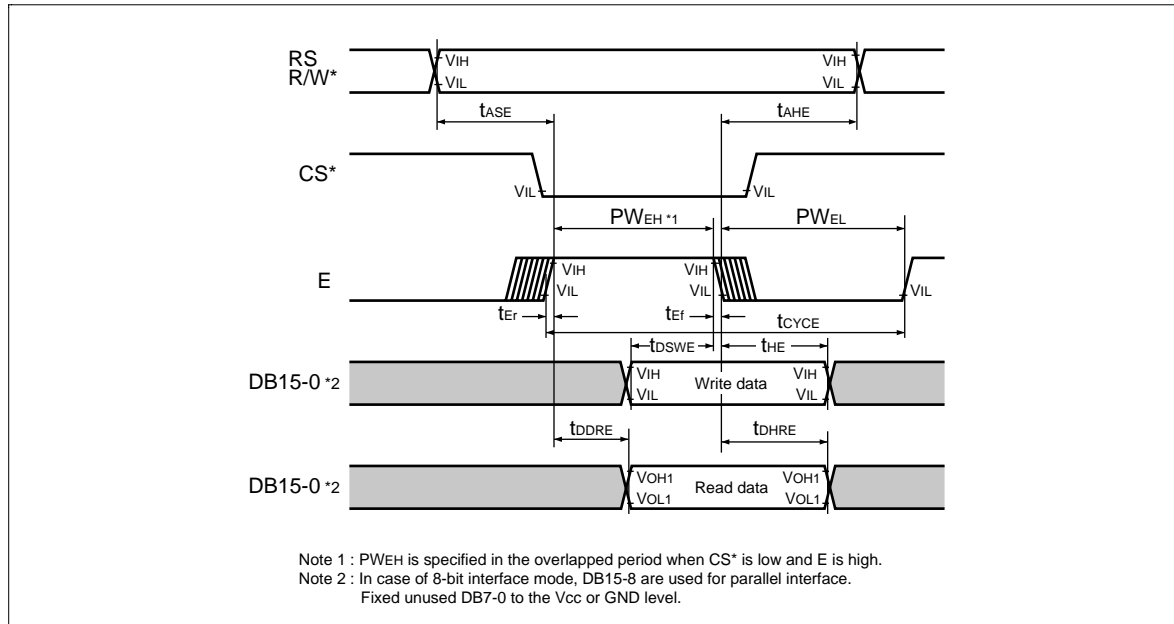 RS
R/W*
VIH
VIH
VIL
VIL
tASE
tAHE
CS*
VIL
VIL
PWEH *1
PWEL
E
VIH
VIH
VIL
VIL
VIL
tEr
tEf
tCYCE
tDSWE
tHE
DB15-0 *2
VIH
Write data
VIH
VIL
VIL
tDDRE
tDHRE
DB15-0 *2
VOH1
Read data
VOH1
VOL1
VOL1
Note 1 : PWEH is specified in the overlapped period when CS* is low and E is high.
Note 2 : In case of 8-bit interface mode, DB15-8 are used for parallel interface.
Fixed unused DB7-0 to the Vcc or GND level.